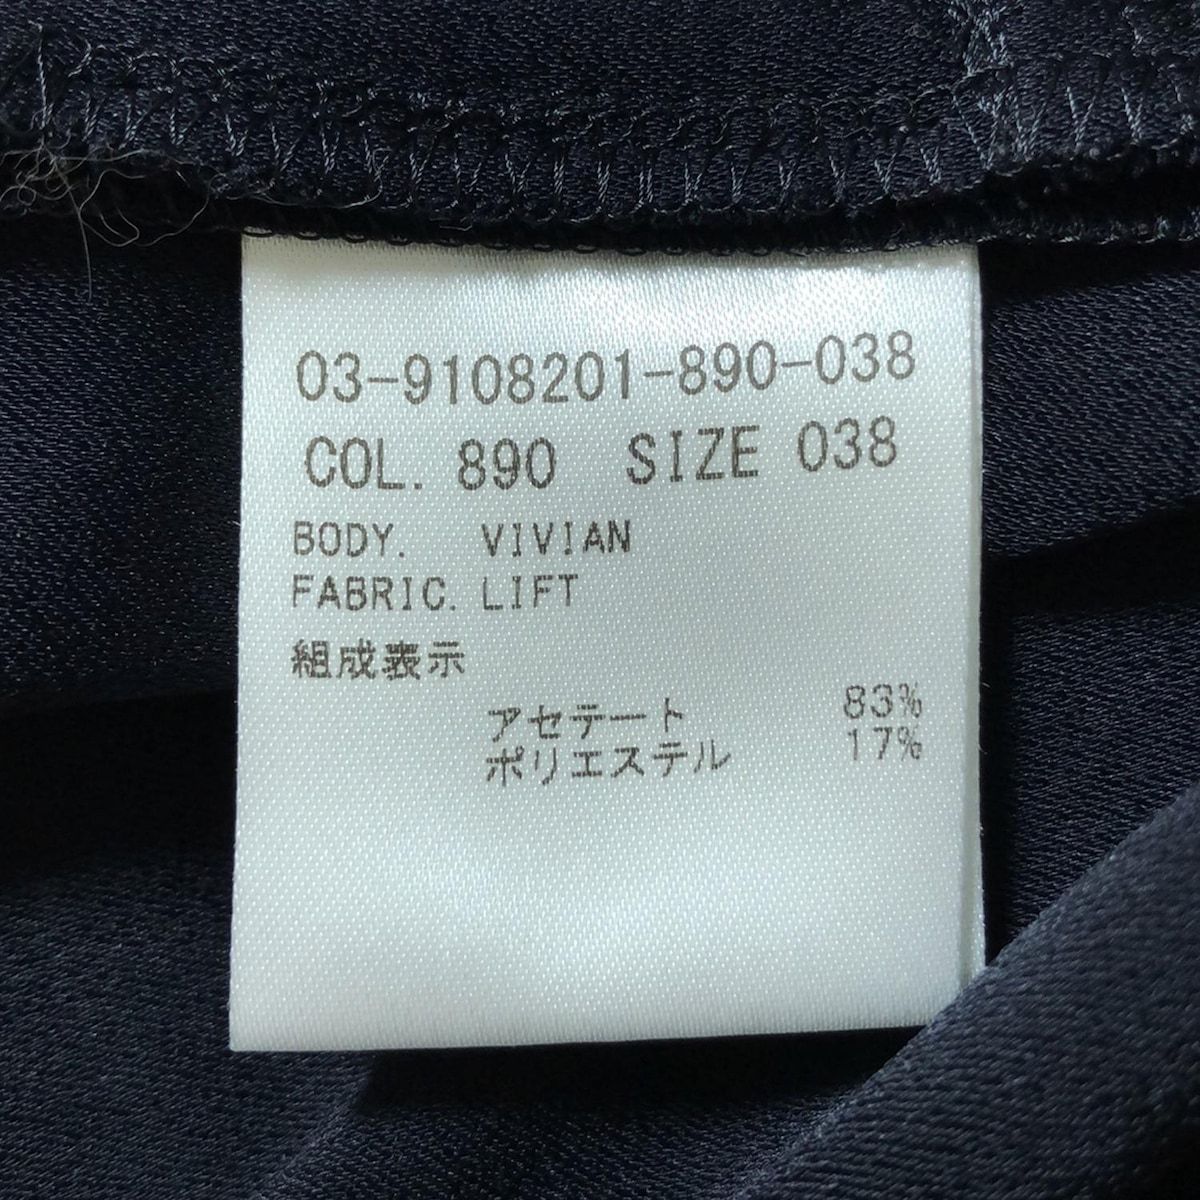 03-9108201-890-038
COL. 890 SIZE 038
BODY. VIVIAN
FABRIC. LIFT
組成表示
アセテート 83%
ポリエステル 17%